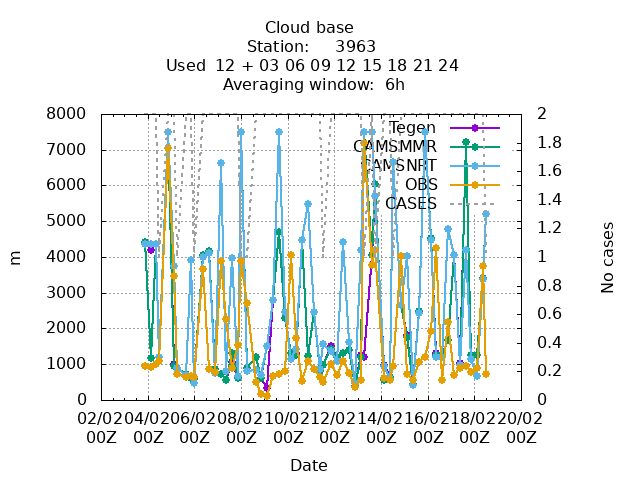 Cloud base
Station: 3963
Used 12 + 03 06 09 12 15 18 21 24
Averaging window: 6h
8000
7000
6000
5000
4000
3000
2000
1000
0
m
2
1.8
1.6
1.4
1.2
1
0.8
0.6
0.4
0.2
0
No cases
Tegen
CAMSMMR
CAMSNRT
OBS
CASES
02/02 04/02 06/02 08/02 10/02 12/02 14/02 16/02 18/02 20/02
00Z 00Z 00Z 00Z 00Z 00Z 00Z 00Z 00Z 00Z
Date